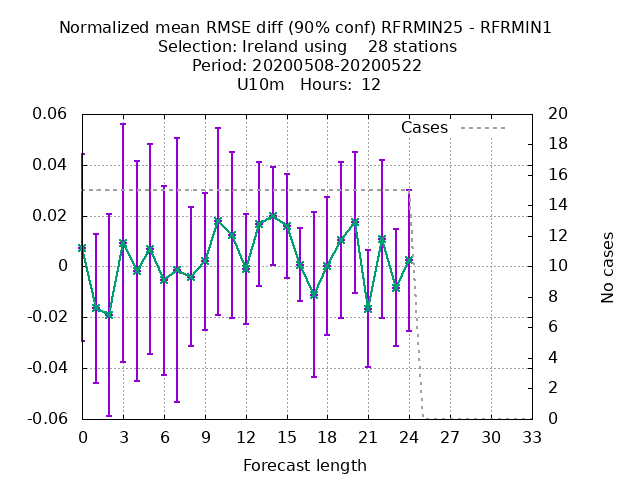 Normalized mean RMSE diff (90% conf) RFRMIN25 - RFRMIN1
Selection: Ireland using    28 stations
Period: 20200508-20200522
U10m   Hours:  12
Cases
0.06
0.04
0.02
0
-0.02
-0.04
-0.06
20
18
16
14
12
10
8
6
4
2
0
No cases
0 3 6 9 12 15 18 21 24 27 30 33
Forecast length